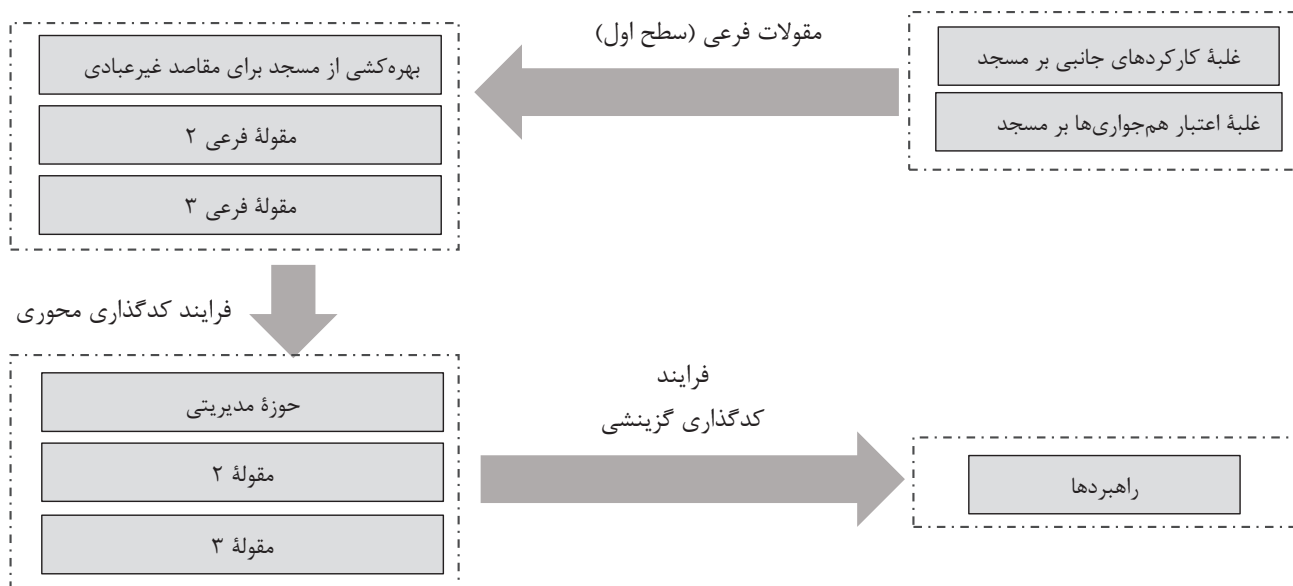 غلبهٔ کارکردهای جانبی بر مسجد
غلبهٔ اعتبار هم‌جواری‌ها بر مسجد
مقولات فرعی (سطح اول)
بهره‌کشی از مسجد برای مقاصد غیرعبادی
مقولهٔ فرعی ۲
مقولهٔ فرعی ۳
فرایند کدگذاری محوری
حوزهٔ مدیریتی
مقولهٔ ۲
مقولهٔ ۳
فرایند
کدگذاری گزینشی
راهبردها